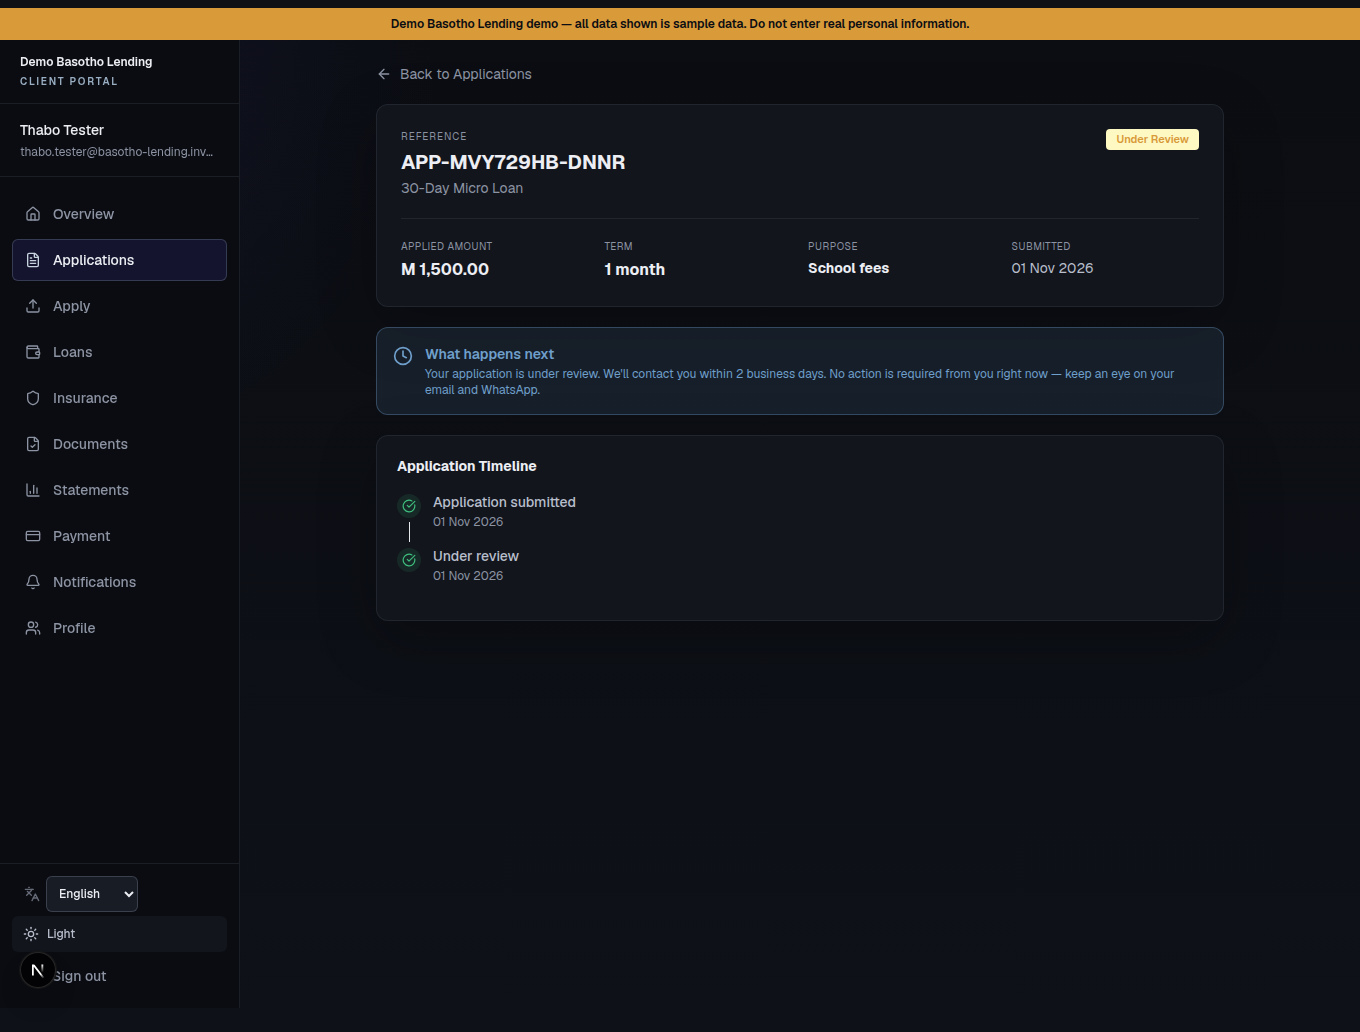 Demo Basotho Lending demo — all data shown is sample data. Do not enter real personal information.
Demo Basotho Lending
CLIENT PORTAL
Thabo Tester
thabo.tester@basotho-lending.inv...
Overview
Applications
Apply
Loans
Insurance
Documents
Statements
Payment
Notifications
Profile
English
Light
Sign out
Back to Applications
REFERENCE
Under Review
APP-MVY729HB-DNNR
30-Day Micro Loan
APPLIED AMOUNT
TERM
PURPOSE
SUBMITTED
M 1,500.00
1 month
School fees
01 Nov 2026
What happens next
Your application is under review. We'll contact you within 2 business days. No action is required from you right now — keep an eye on your
email and WhatsApp.
Application Timeline
Application submitted
01 Nov 2026
Under review
01 Nov 2026